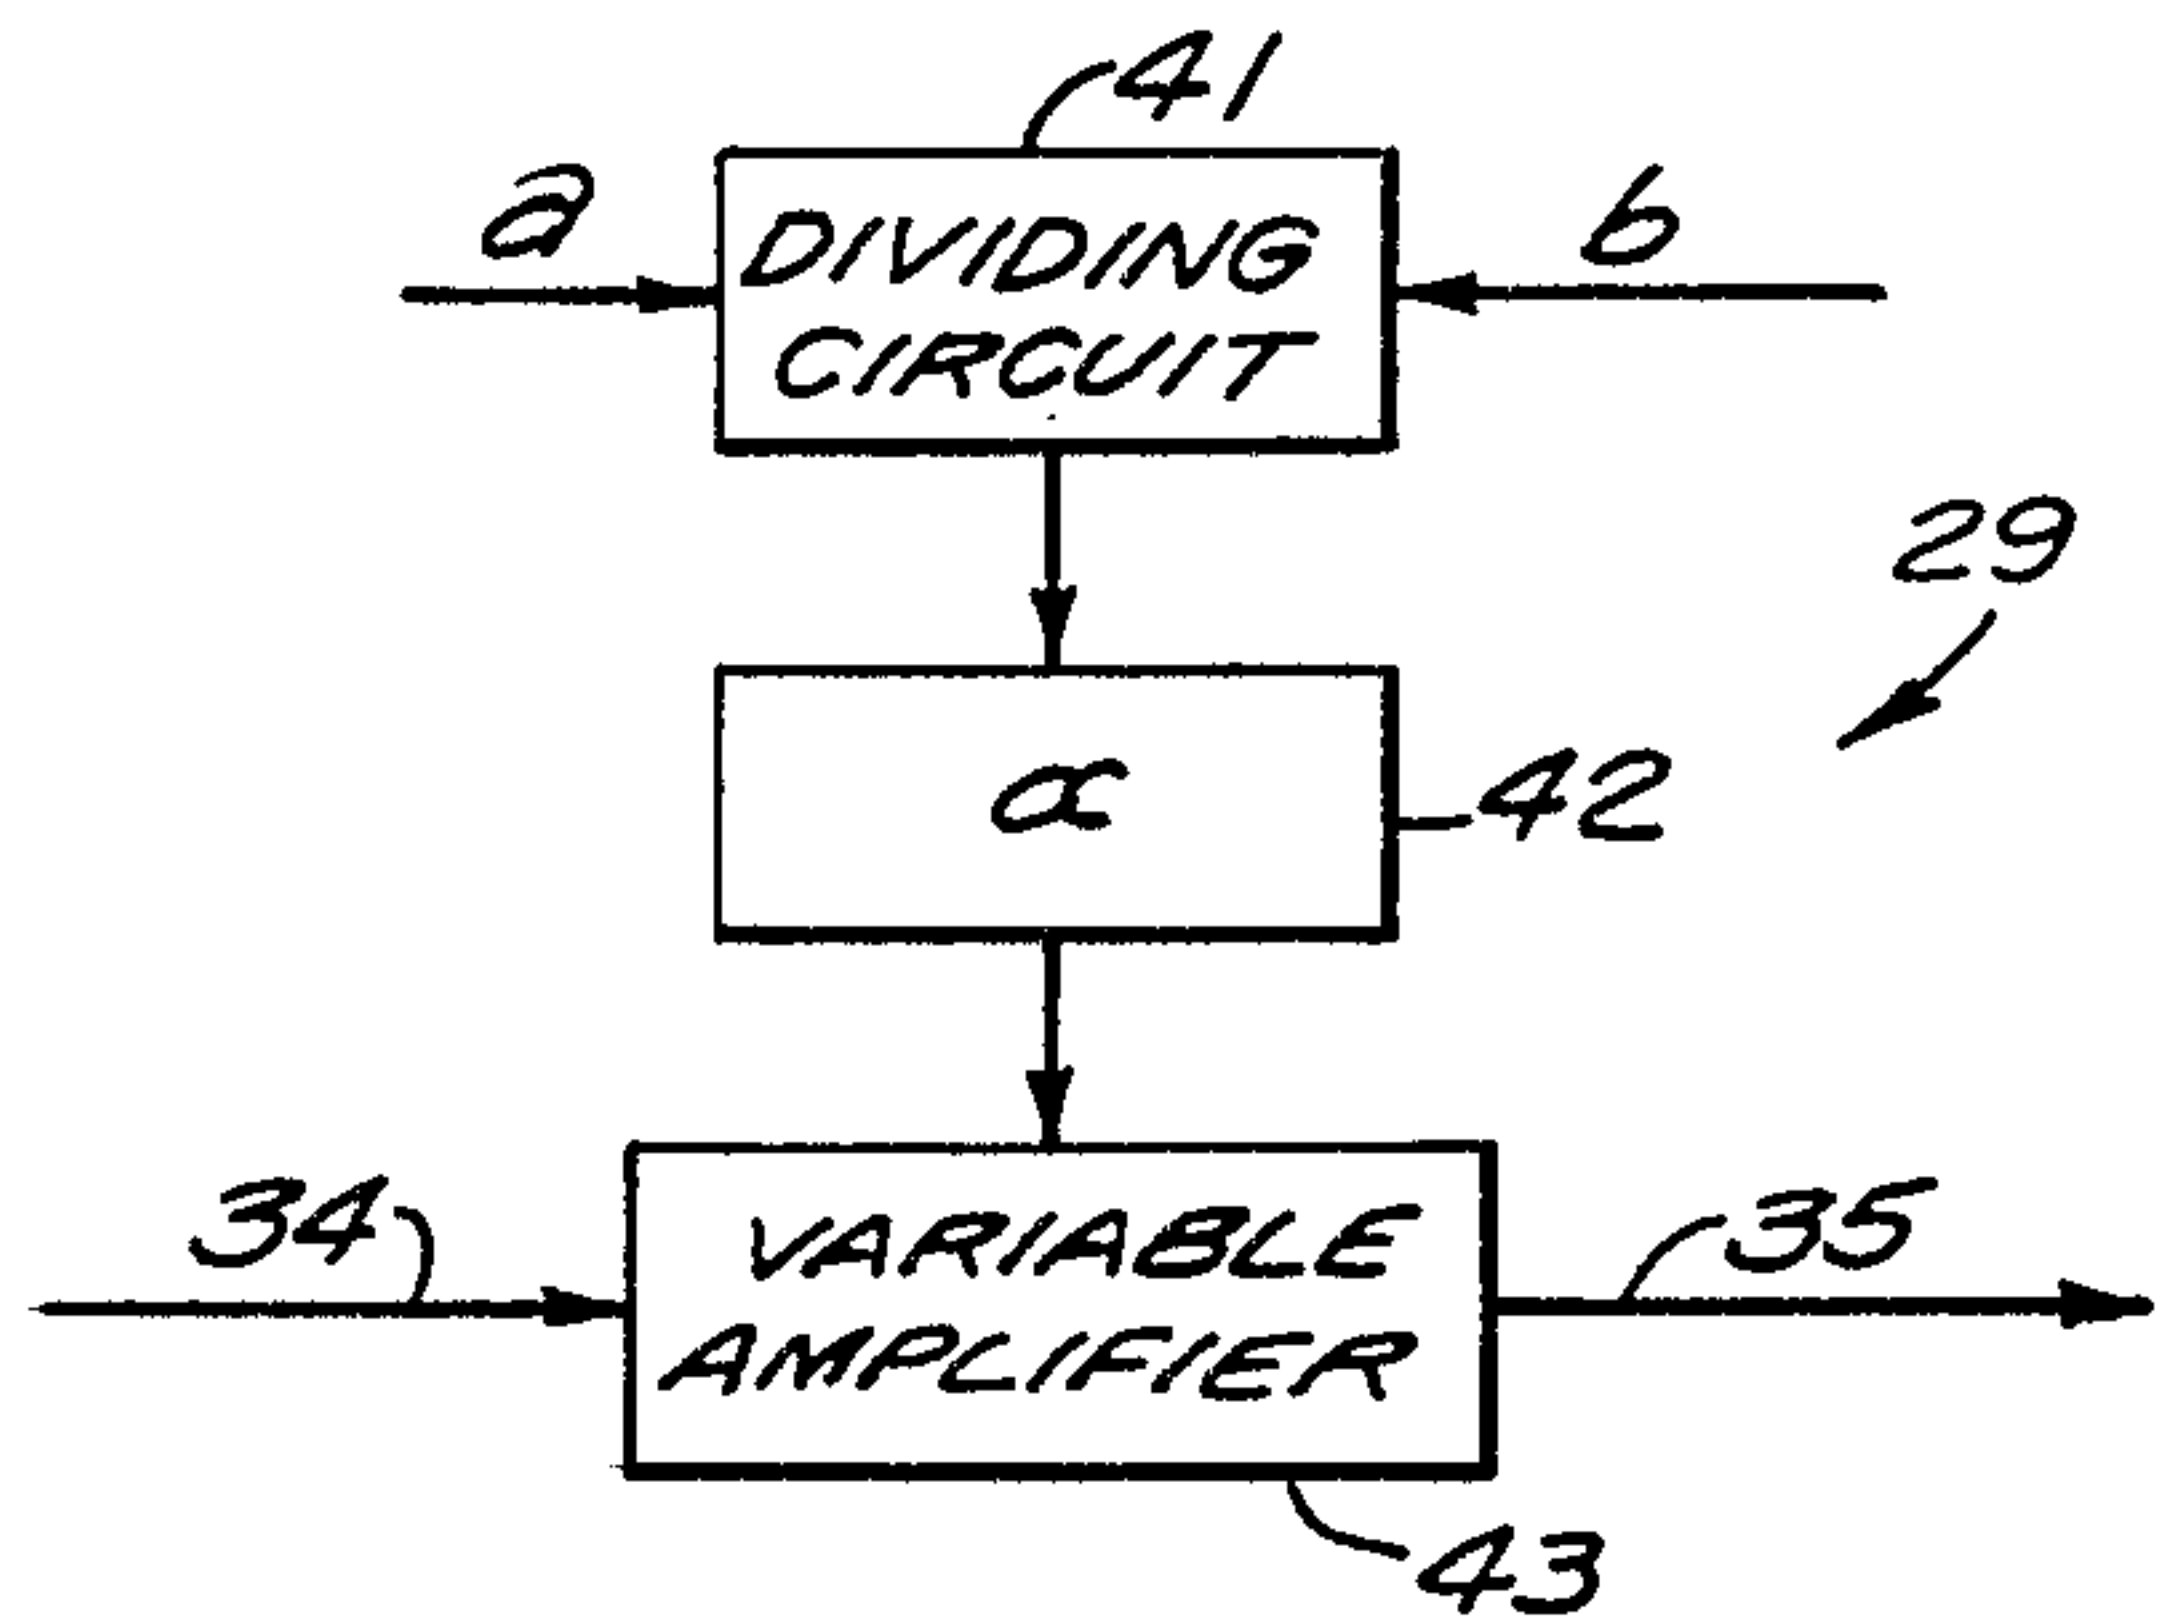 41
a
DIVIDING
CIRCUIT
b
29
α
42
34
VARIABLE
AMPLIFIER
35
43